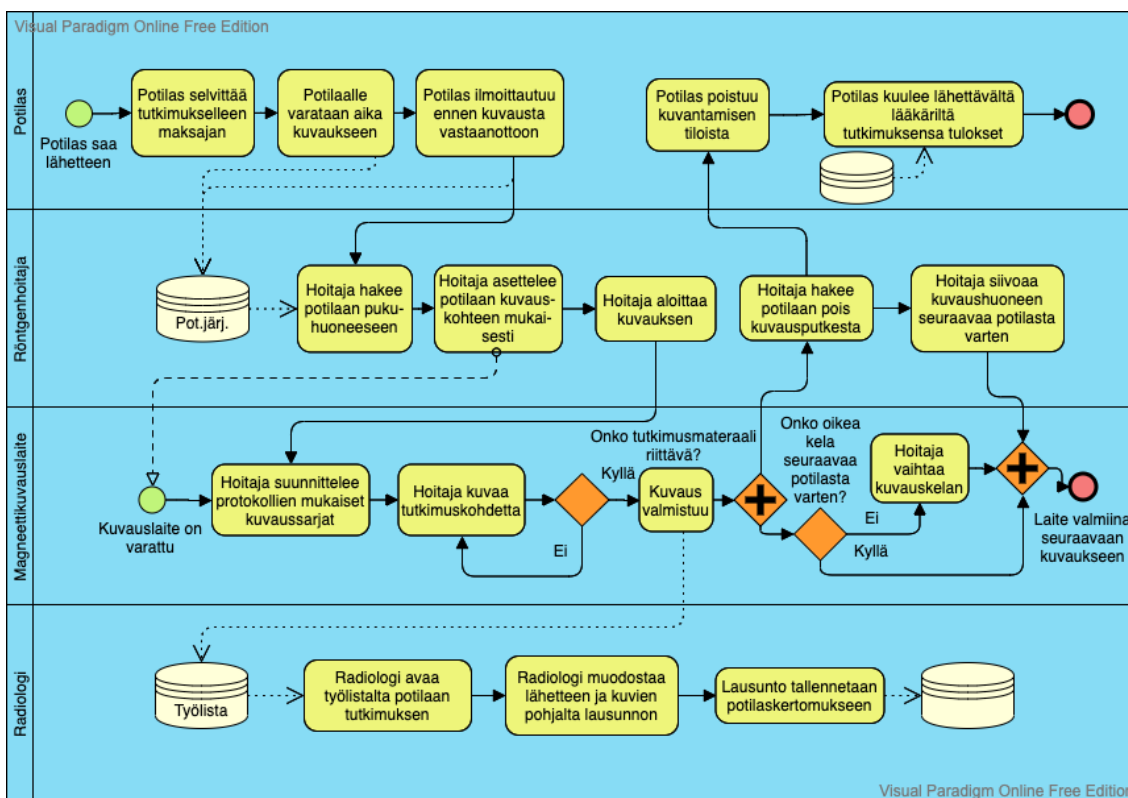 Visual Paradigm Online Free Edition
Potilas
Potilas saa
lähetteen
Potilas selvittää
tutkimukselleen
maksajan
Potilaalle
varataan aika
kuvaukseen
Potilas ilmoittautuu
ennen kuvausta
vastaanottoon
Potilas poistuu
kuvantamisen
tiloista
Potilas kuulee lähettävältä
lääkäriltä
tutkimuksensa tulokset
Röntgenhoitaja
Pot.järj.
Hoitaja hakee
potilaan puku-
huoneeseen
Hoitaja asettelee
potilaan kuvaus-
kohteen mukai-
sesti
Hoitaja aloittaa
kuvauksen
Hoitaja hakee
potilaan pois
kuvausputkesta
Hoitaja siivoaa
kuvaushuoneen
seuraavaa potilasta
varten
Magneettikuvauslaite
Kuvauslaite on
varattu
Hoitaja suunnittelee
protokollien mukaiset
kuvaussarjat
Hoitaja kuvaa
tutkimuskohdetta
Onko tutkimusmateraali
riittävä?
Kyllä
Ei
Kuvaus
valmistuu
Onko oikea
kela
seuraavaa
potilasta
varten?
Ei
Kyllä
Hoitaja
vaihtaa
kuvauskelan
Laite valmiina
seuraavaan
kuvaukseen
Radiologi
Työlista
Radiologi avaa
työlistalta potilaan
tutkimuksen
Radiologi muodostaa
lähetteen ja kuvien
pohjalta lausunnon
Lausunto tallennetaan
potilaskertomukseen
Visual Paradigm Online Free Edition